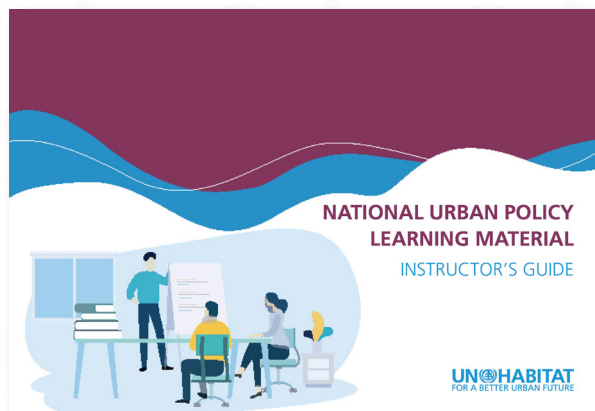 NATIONAL URBAN POLICY
LEARNING MATERIAL
INSTRUCTOR'S GUIDE
UN HABITAT
FOR A BETTER URBAN FUTURE